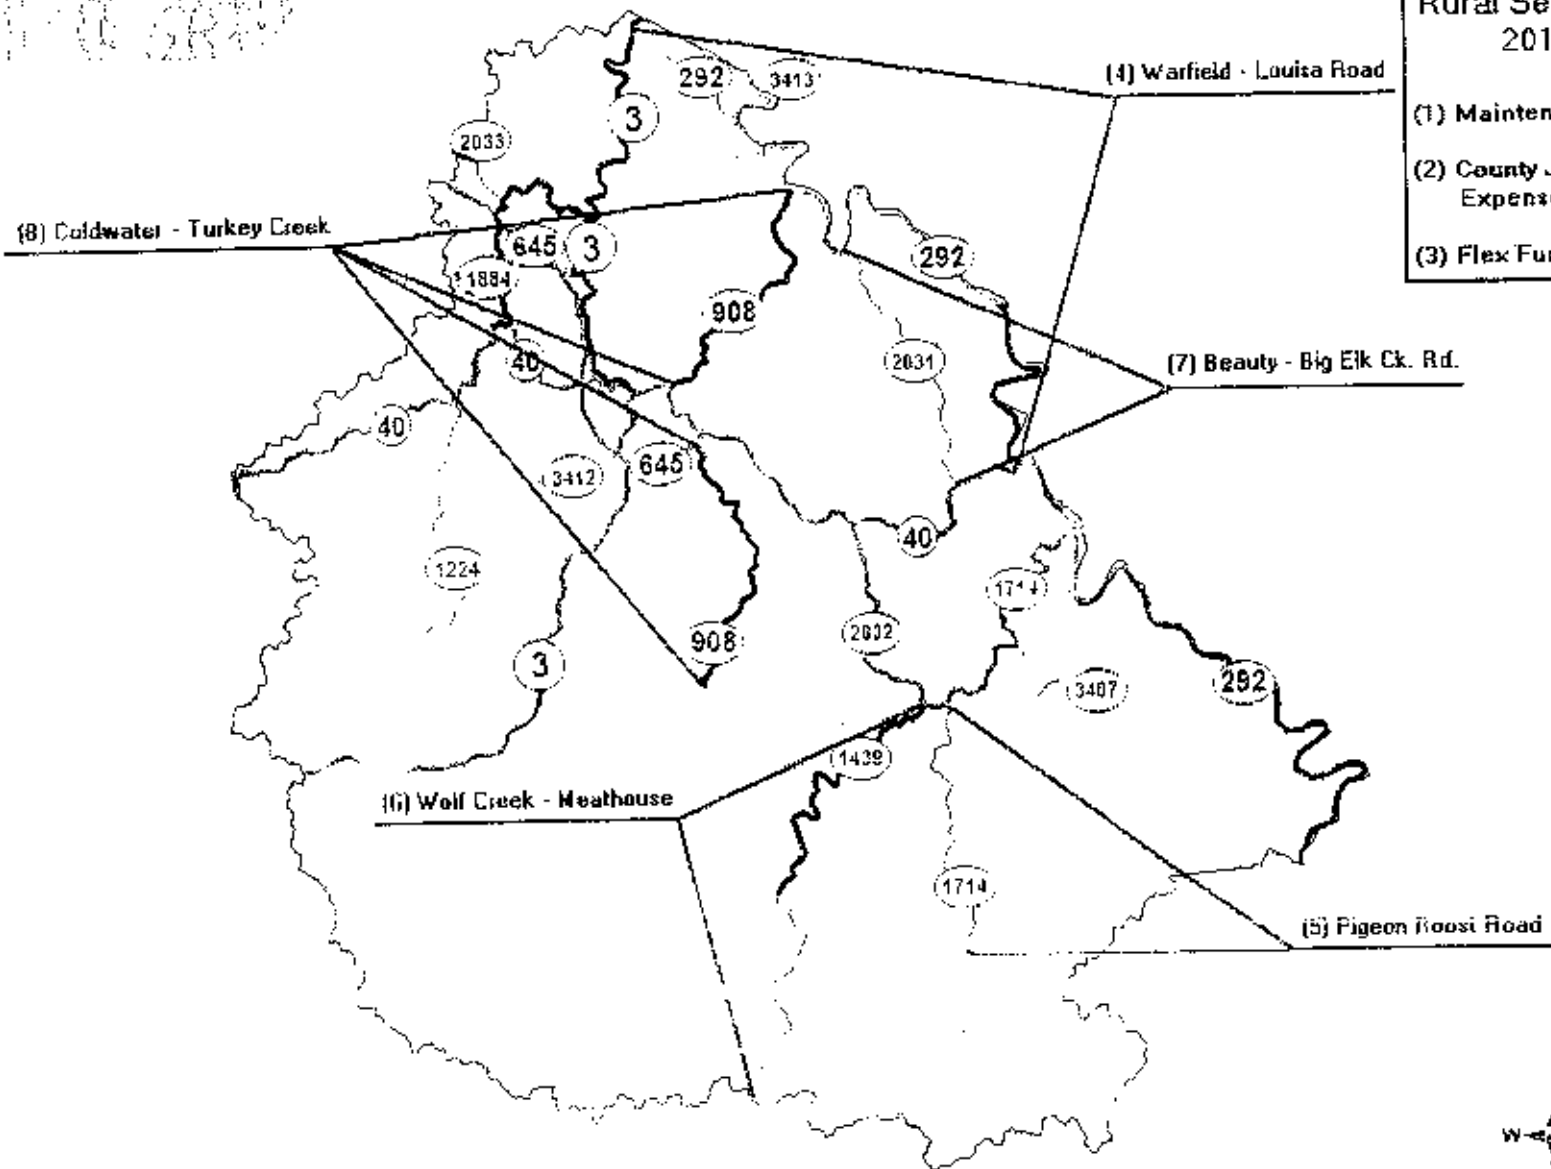 Rural Se
201
(1) Mainten
(2) County
Expens
(3) Flex Fu
(4) Warfield - Louisa Road
292
3413
3
2033
(8) Coldwater - Turkey Creek
645
3
1884
292
908
40
2031
(7) Beauty - Big Elk Ck. Rd.
40
3412
645
40
1224
1714
908
2032
3
3407
292
1439
(6) Wolf Creek - Meathouse
1714
(5) Pigeon Roost Road
W